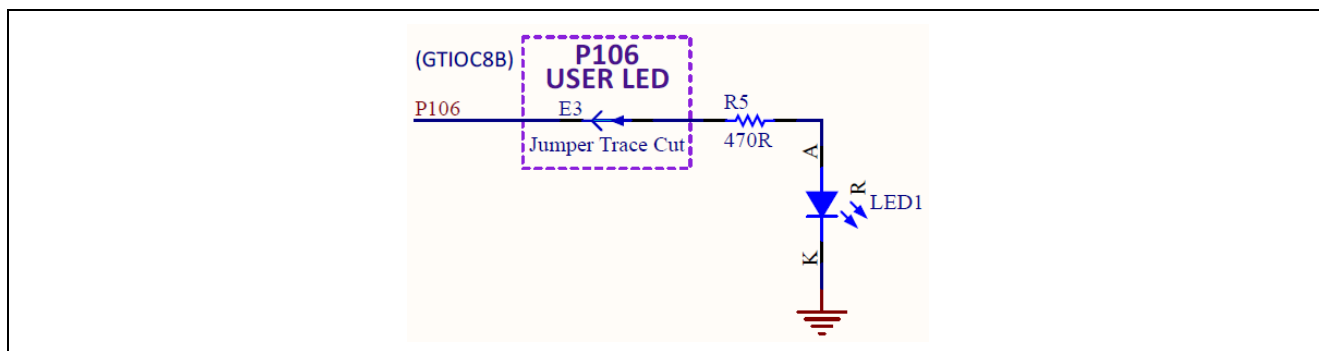 (GTIOC8B)
P106
USER LED
P106
E3
Jumper Trace Cut
R5
470R
A
R
LED1
K